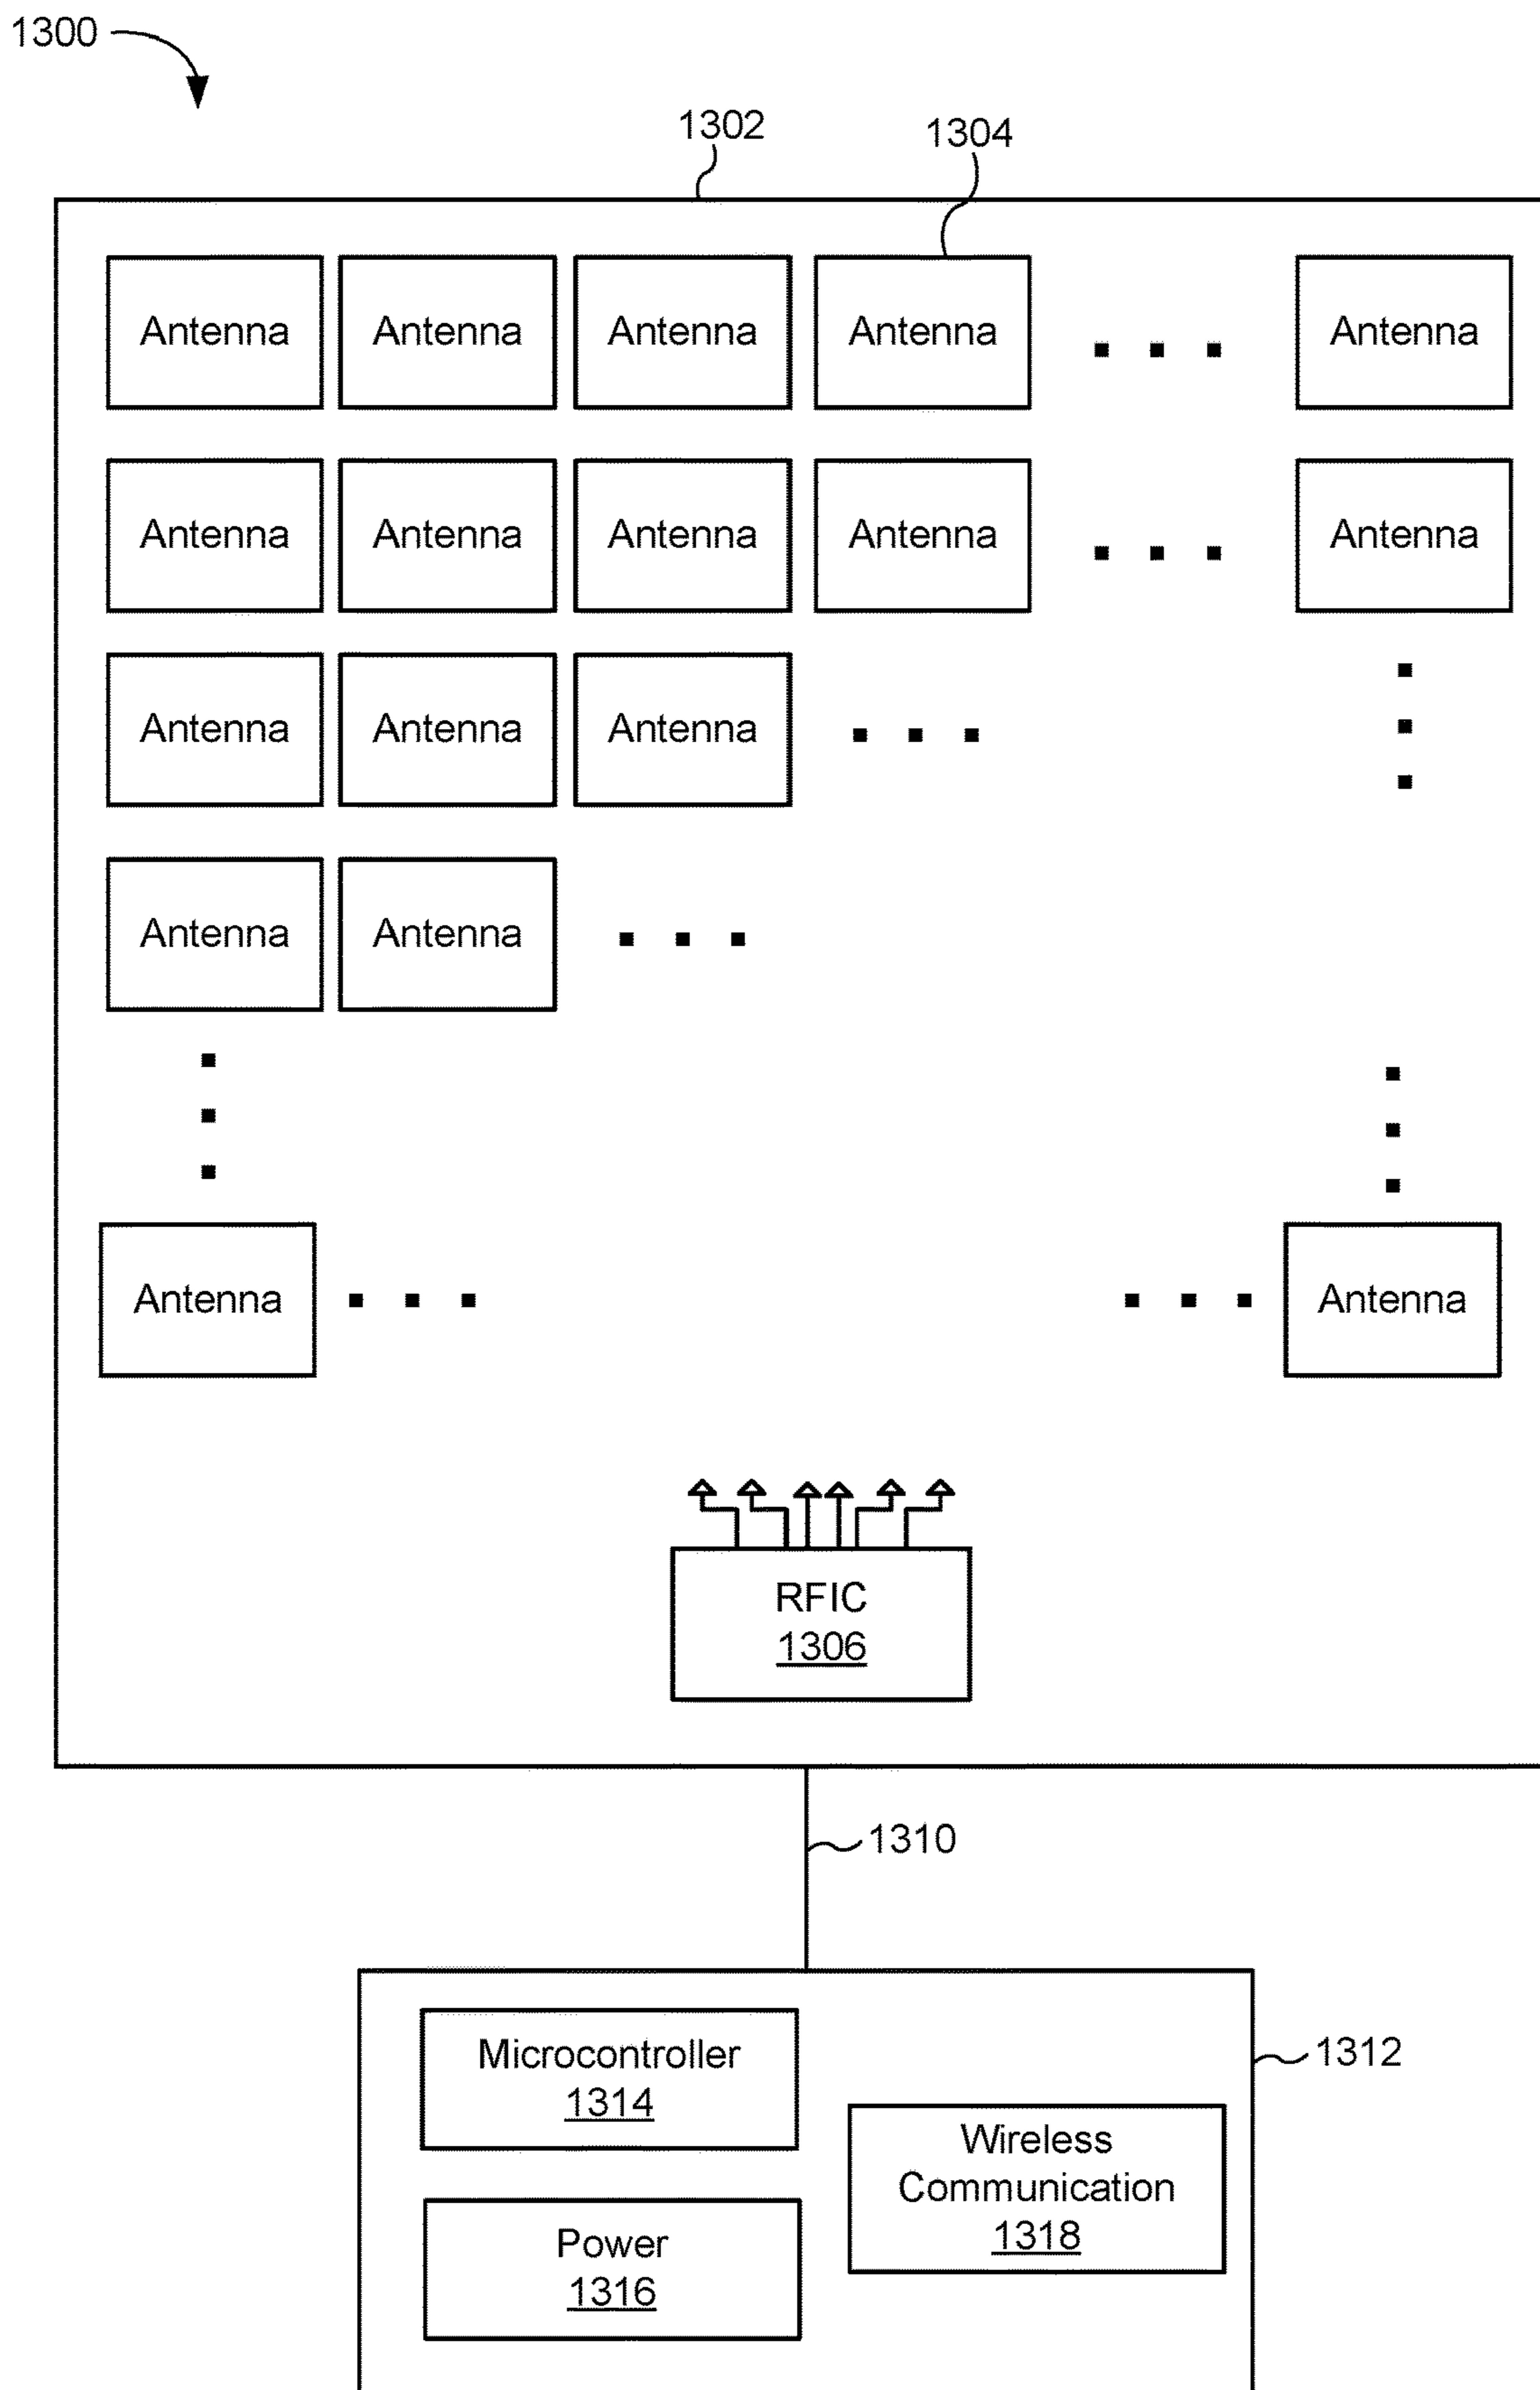 1300
1302
1304
Antenna Antenna Antenna Antenna Antenna
Antenna Antenna Antenna Antenna Antenna
Antenna Antenna Antenna
Antenna Antenna
Antenna Antenna
RFIC
1306
1310
1312
Microcontroller
1314
Wireless
Communication
1318
Power
1316